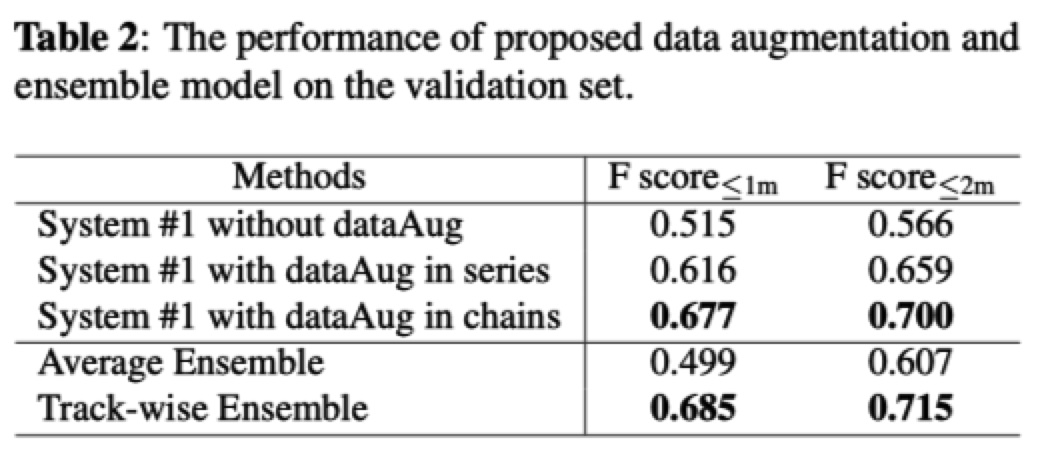 Table 2: The performance of proposed data augmentation and
ensemble model on the validation set.
Methods F score≤1m F score≤2m
System #1 without dataAug 0.515 0.566
System #1 with dataAug in series 0.616 0.659
System #1 with dataAug in chains 0.677 0.700
Average Ensemble 0.499 0.607
Track-wise Ensemble 0.685 0.715